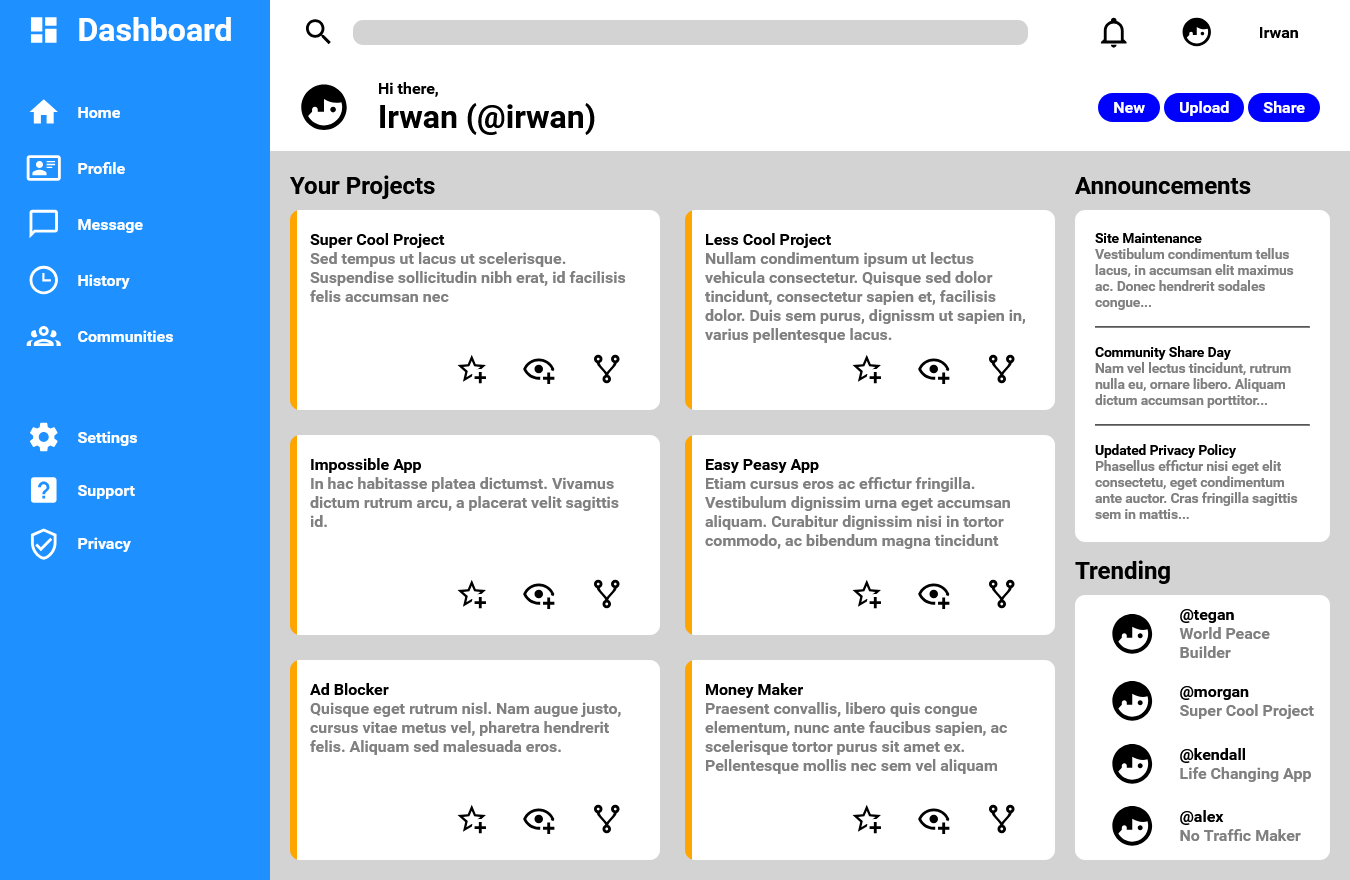 Dashboard
Home
Profile
Message
History
Communities
Settings
Support
Privacy
Irwan
Hi there,
Irwan (@irwan)
New
Upload
Share
Your Projects
Super Cool Project
Sed tempus ut lacus ut scelerisque.
Suspendise sollicitudin nibh erat, id facilisis
felis accumsan nec
Less Cool Project
Nullam condimentum ipsum ut lectus
vehicula consectetur. Quisque sed dolor
tincidunt, consectetur sapien et, facilisis
dolor. Duis sem purus, dignissm ut sapien in,
varius pellentesque lacus.
Impossible App
In hac habitasse platea dictumst. Vivamus
dictum rutrum arcu, a placerat velit sagittis
id.
Easy Peasy App
Etiam cursus eros ac effictur fringilla.
Vestibulum dignissim urna eget accumsan
aliquam. Curabitur dignissim nisi in tortor
commodo, ac bibendum magna tincidunt
Ad Blocker
Quisque eget rutrum nisl. Nam augue justo,
cursus vitae metus vel, pharetra hendrerit
felis. Aliquam sed malesuada eros.
Money Maker
Praesent convallis, libero quis congue
elementum, nunc ante faucibus sapien, ac
scelerisque tortor purus sit amet ex.
Pellentesque mollis nec sem vel aliquam
Announcements
Site Maintenance
Vestibulum condimentum tellus
lacus, in accumsan elit maximus
ac. Donec hendrerit sodales
congue...
Community Share Day
Nam vel lectus tincidunt, rutrum
nulla eu, ornare libero. Aliquam
dictum accumsan porttitor...
Updated Privacy Policy
Phasellus effictur nisi eget elit
consectetu, eget condimentum
ante auctor. Cras fringilla sagittis
sem in mattis...
Trending
@tegan
World Peace
Builder
@morgan
Super Cool Project
@kendall
Life Changing App
@alex
No Traffic Maker